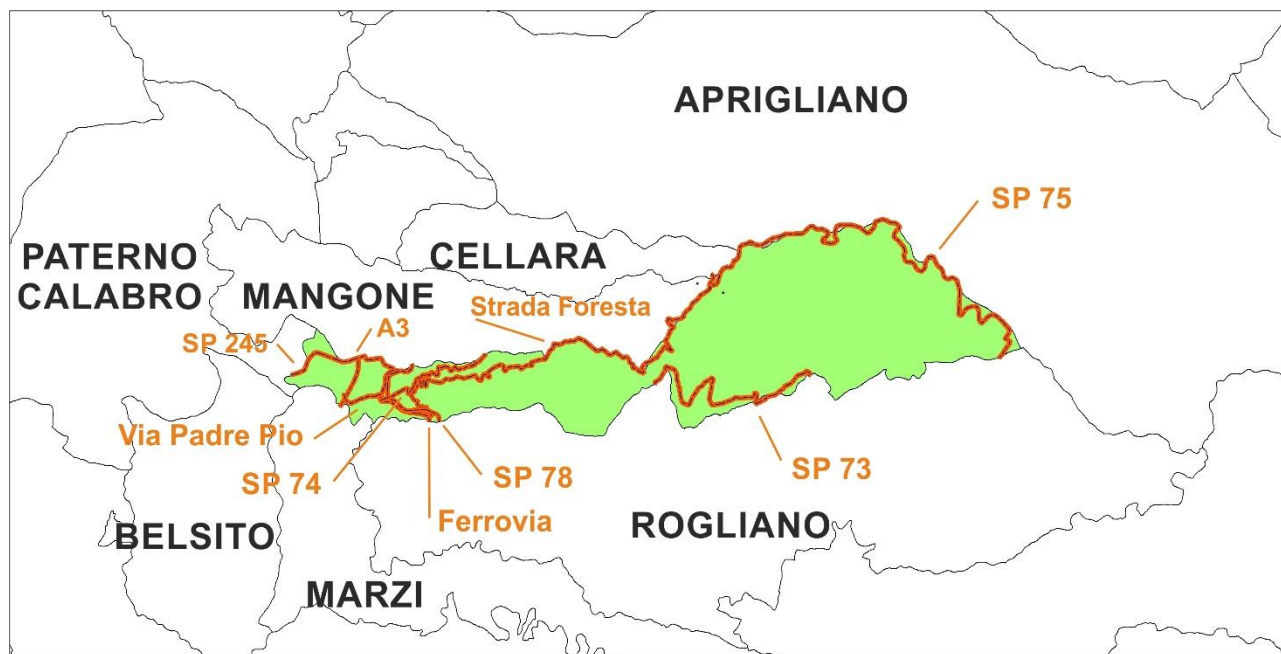 APRIGLIANO
SP 75
PATERNO
CALABRO
CELLARA
MANGONE
Strada Foresta
A3
SP 245
Via Padre Pio
SP 74
SP 78
SP 73
Ferrovia
ROGLIANO
BELSITO
MARZI